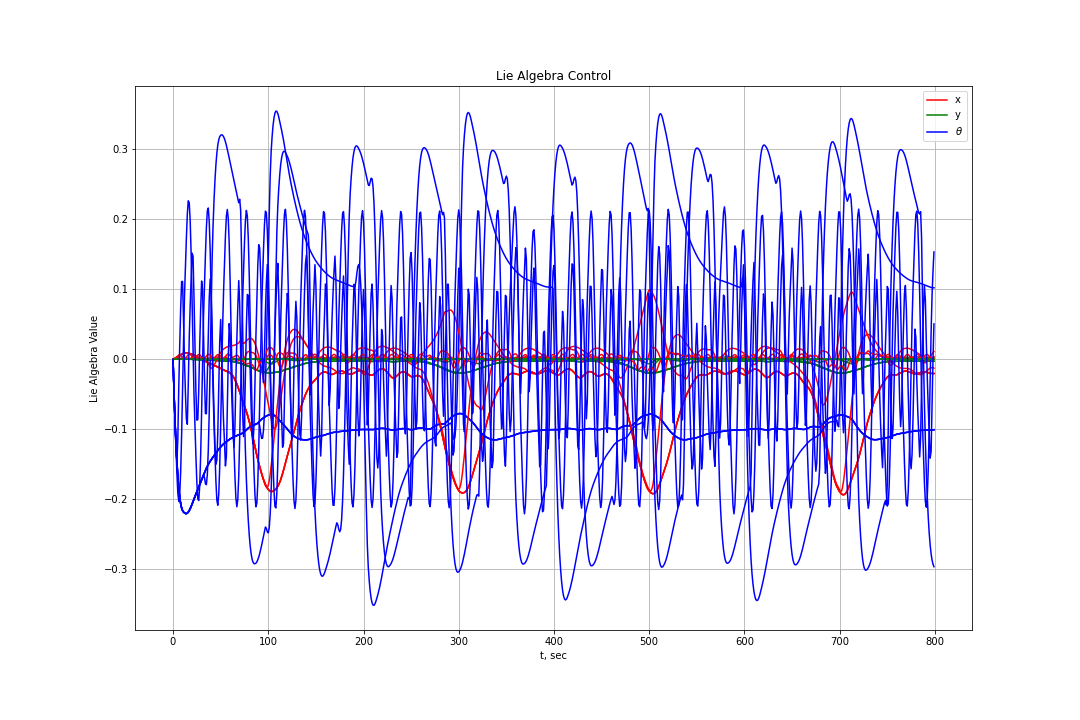 Lie Algebra Control
x
y
θ
0.3
0.2
0.1
0.0
−0.1
−0.2
−0.3
Lie Algebra Value
0 100 200 300 400 500 600 700 800
t, sec